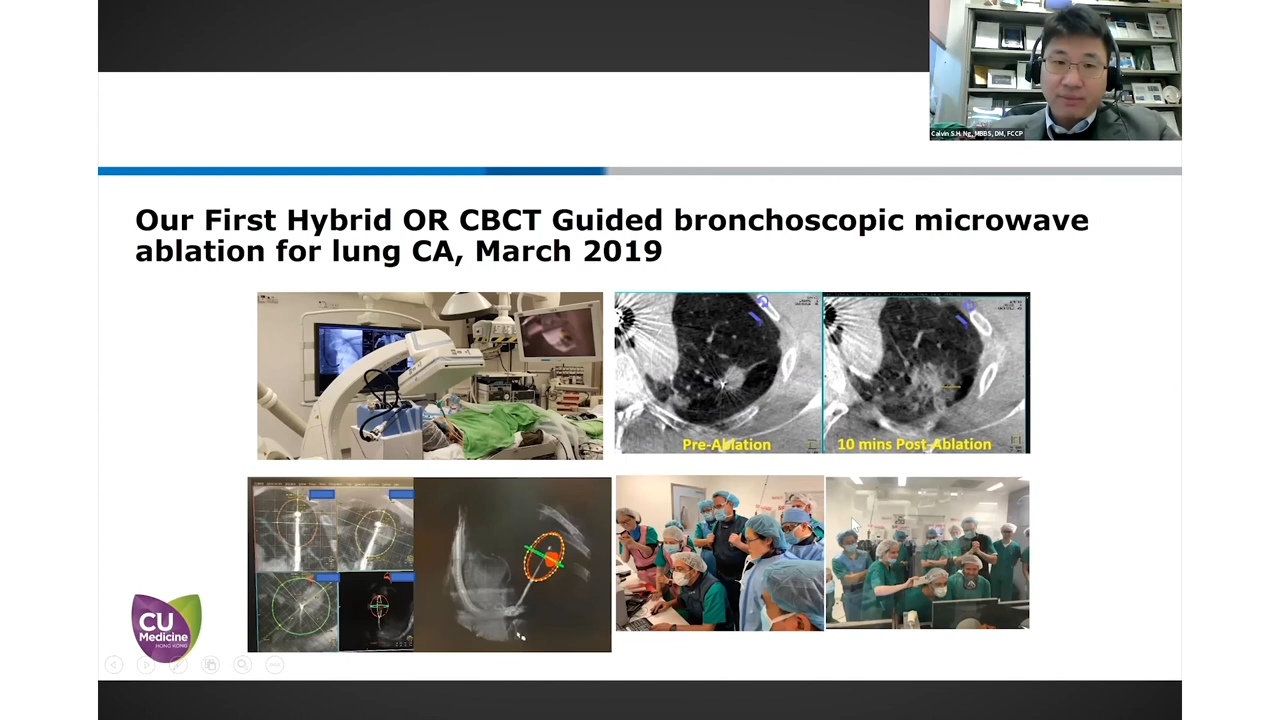 Calvin S.H. Ng, MBBS, DM, FCCP
Our First Hybrid OR CBCT Guided bronchoscopic microwave
ablation for lung CA, March 2019
Pre-Ablation
10 mins Post-Ablation
CU
Medicine
HONG KONG